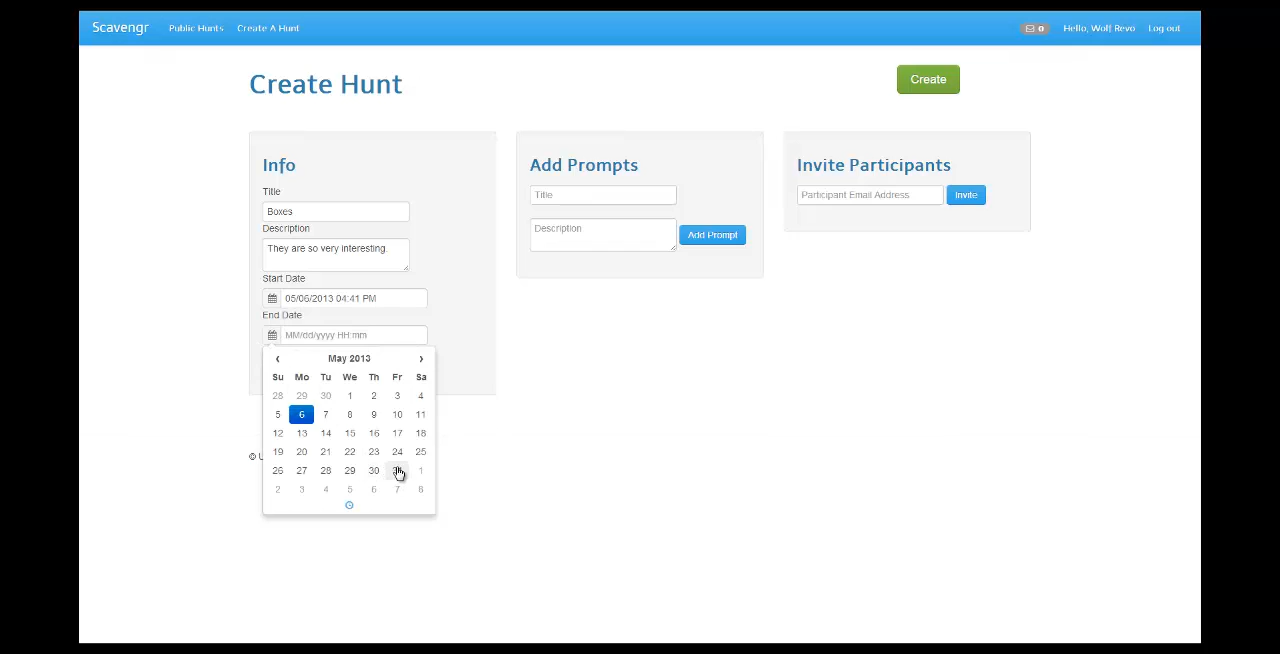 Scavengr Public Hunts Create A Hunt 0 Hello, Wolf Revo Log out
Create Hunt
Create
Info
Title
Boxes
Description
They are so very interesting.
Start Date
05/06/2013 04:41 PM
End Date
MM/dd/yyyy HH:mm
‹ May 2013 ›
Su Mo Tu We Th Fr Sa
28 29 30 1 2 3 4
5 6 7 8 9 10 11
12 13 14 15 16 17 18
19 20 21 22 23 24 25
26 27 28 29 30 1
2 3 4 5 6 7 8
©
Add Prompts
Title
Description
Add Prompt
Invite Participants
Participant Email Address
Invite